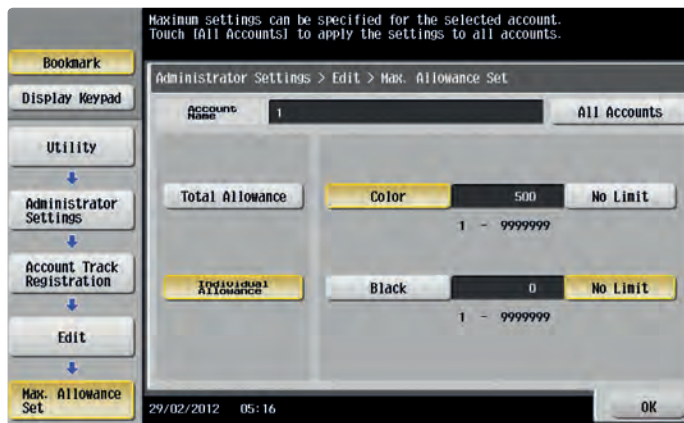 Maximum settings can be specified for the selected account.
Touch [All Accounts] to apply the settings to all accounts.
Bookmark
Display Keypad
Utility
Administrator
Settings
Account Track
Registration
Edit
Max. Allowance
Set
Administrator Settings > Edit > Max. Allowance Set
Account
Name
1
All Accounts
Total Allowance
Color
500
No Limit
1 - 9999999
Individual
Allowance
Black
0
No Limit
1 - 9999999
29/02/2012 05:16
OK